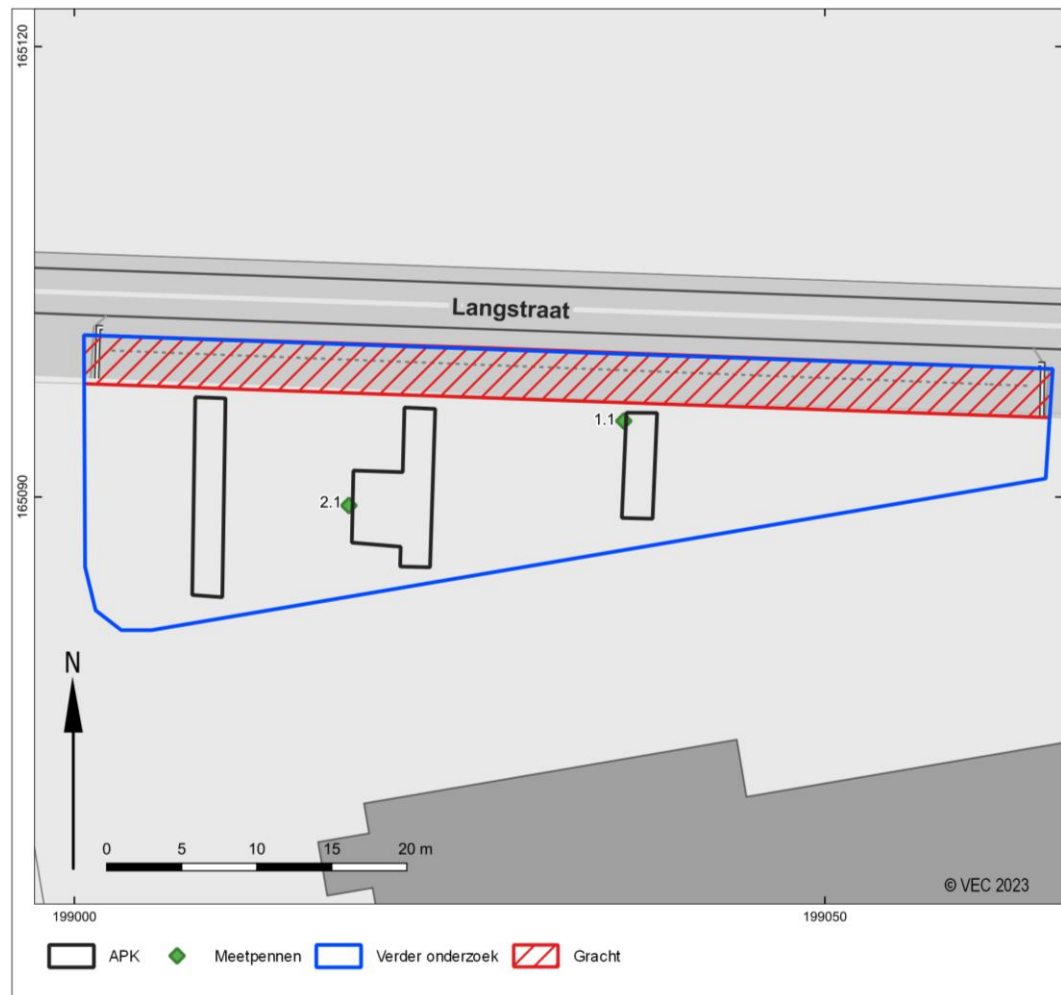 165120
Langstraat
1.1
2.1
165090
N
0 5 10 15 20 m
© VEC 2023
199000 199050
APK Meetpennen Verder onderzoek Gracht